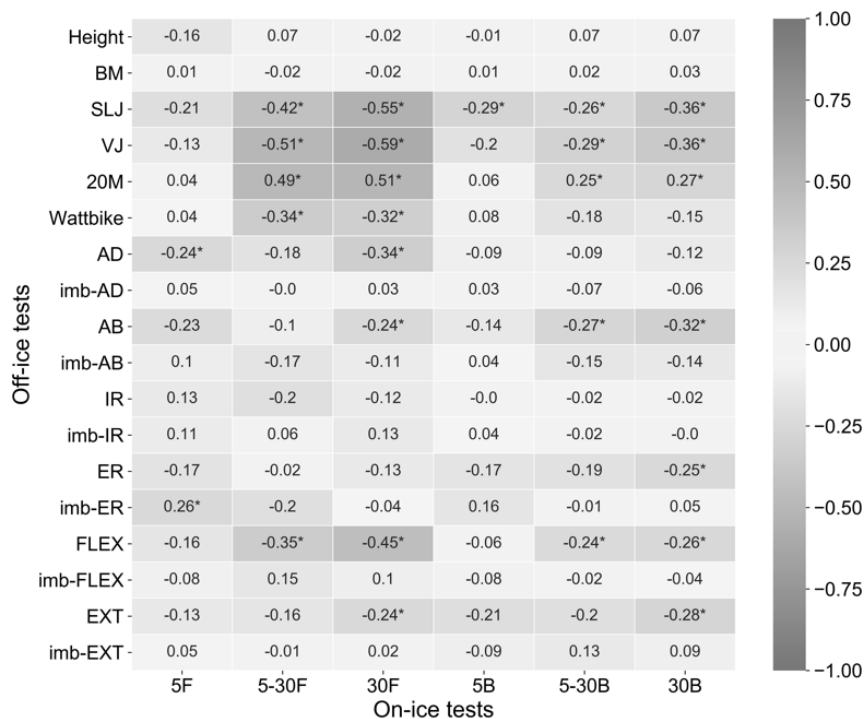 Off-ice tests
Height -0.16 0.07 -0.02 -0.01 0.07 0.07
BM 0.01 -0.02 -0.02 0.01 0.02 0.03
SLJ -0.21 -0.42* -0.55* -0.29* -0.26* -0.36*
VJ -0.13 -0.51* -0.59* -0.2 -0.29* -0.36*
20M 0.04 0.49* 0.51* 0.06 0.25* 0.27*
Wattbike 0.04 -0.34* -0.32* 0.08 -0.18 -0.15
AD -0.24* -0.18 -0.34* -0.09 -0.09 -0.12
imb-AD 0.05 -0.0 0.03 0.03 -0.07 -0.06
AB -0.23 -0.1 -0.24* -0.14 -0.27* -0.32*
imb-AB 0.1 -0.17 -0.11 0.04 -0.15 -0.14
IR 0.13 -0.2 -0.12 -0.0 -0.02 -0.02
imb-IR 0.11 0.06 0.13 0.04 -0.02 -0.0
ER -0.17 -0.02 -0.13 -0.17 -0.19 -0.25*
imb-ER 0.26* -0.2 -0.04 0.16 -0.01 0.05
FLEX -0.16 -0.35* -0.45* -0.06 -0.24* -0.26*
imb-FLEX -0.08 0.15 0.1 -0.08 -0.02 -0.04
EXT -0.13 -0.16 -0.24* -0.21 -0.2 -0.28*
imb-EXT 0.05 -0.01 0.02 -0.09 0.13 0.09
5F 5-30F 30F 5B 5-30B 30B
On-ice tests
1.00
0.75
0.50
0.25
0.00
−0.25
−0.50
−0.75
−1.00